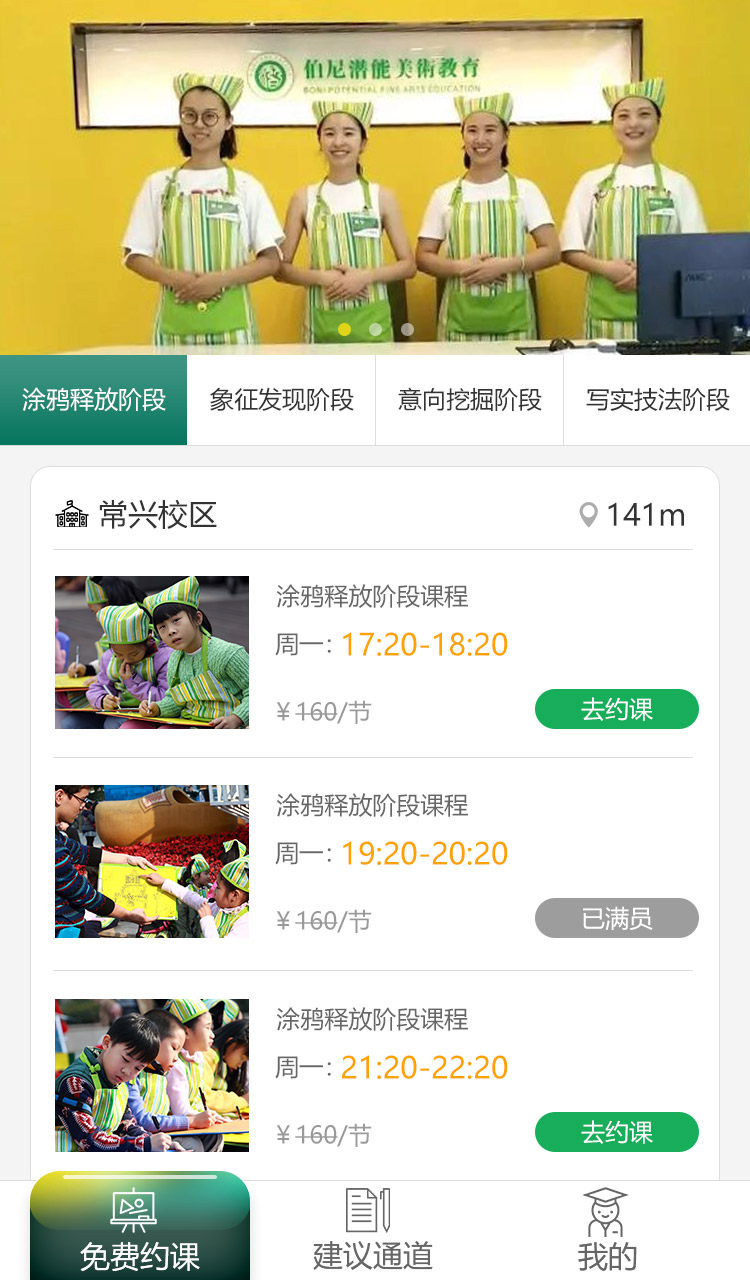 伯尼潜能美術教育
BONI POTENTIAL FINE ARTS EDUCATION
涂鸦释放阶段
象征发现阶段
意向挖掘阶段
写实技法阶段
常兴校区
141m
涂鸦释放阶段课程
周一: 17:20-18:20
¥ 160/节
去约课
涂鸦释放阶段课程
周一: 19:20-20:20
¥ 160/节
已满员
涂鸦释放阶段课程
周一: 21:20-22:20
¥ 160/节
去约课
免费约课
建议通道
我的